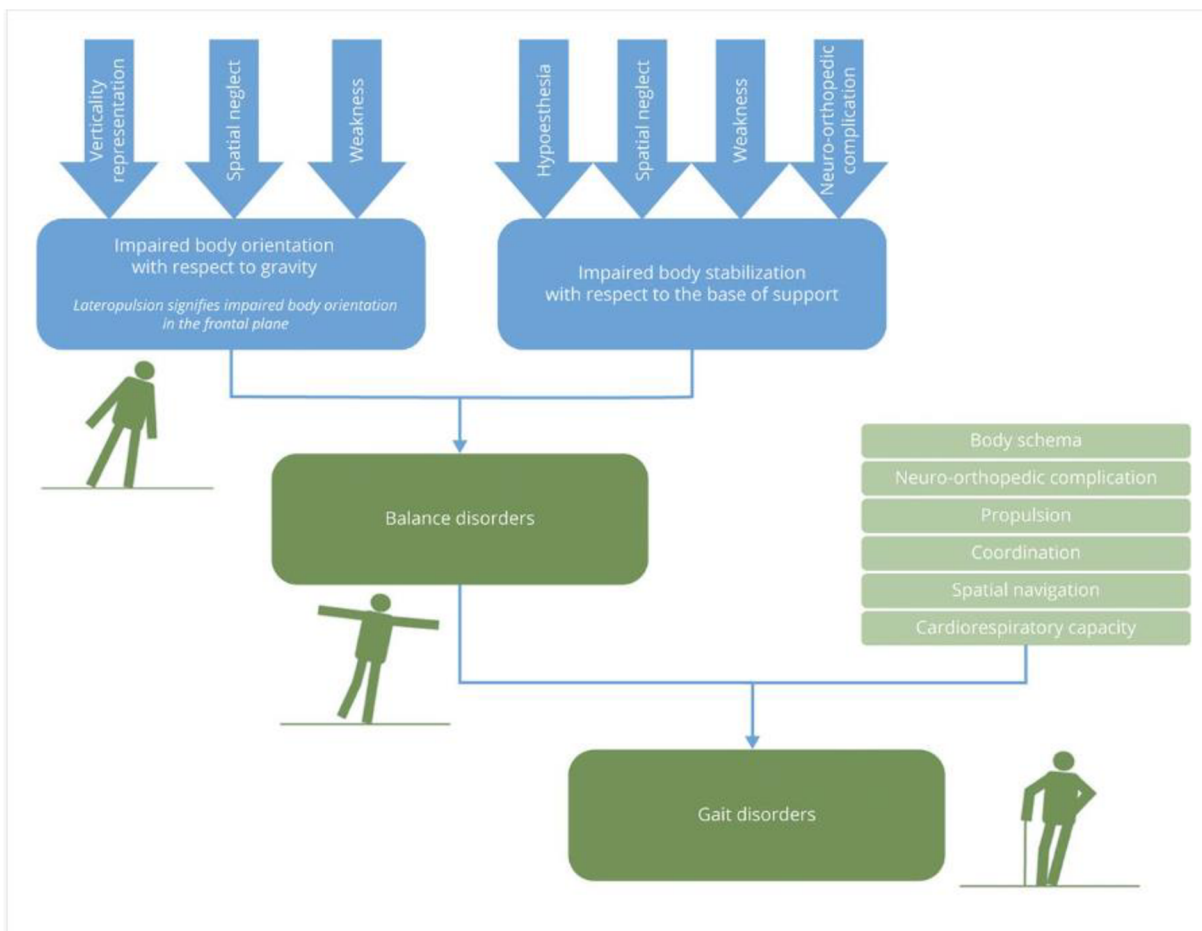 Verticality
representation
Spatial neglect
Weakness
Hypoesthesia
Spatial neglect
Weakness
Neuro-orthopedic
complication
Impaired body orientation
with respect to gravity
Lateropulsion signifies impaired body orientation
in the frontal plane
Impaired body stabilization
with respect to the base of support
Balance disorders
Body schema
Neuro-orthopedic complication
Propulsion
Coordination
Spatial navigation
Cardiorespiratory capacity
Gait disorders